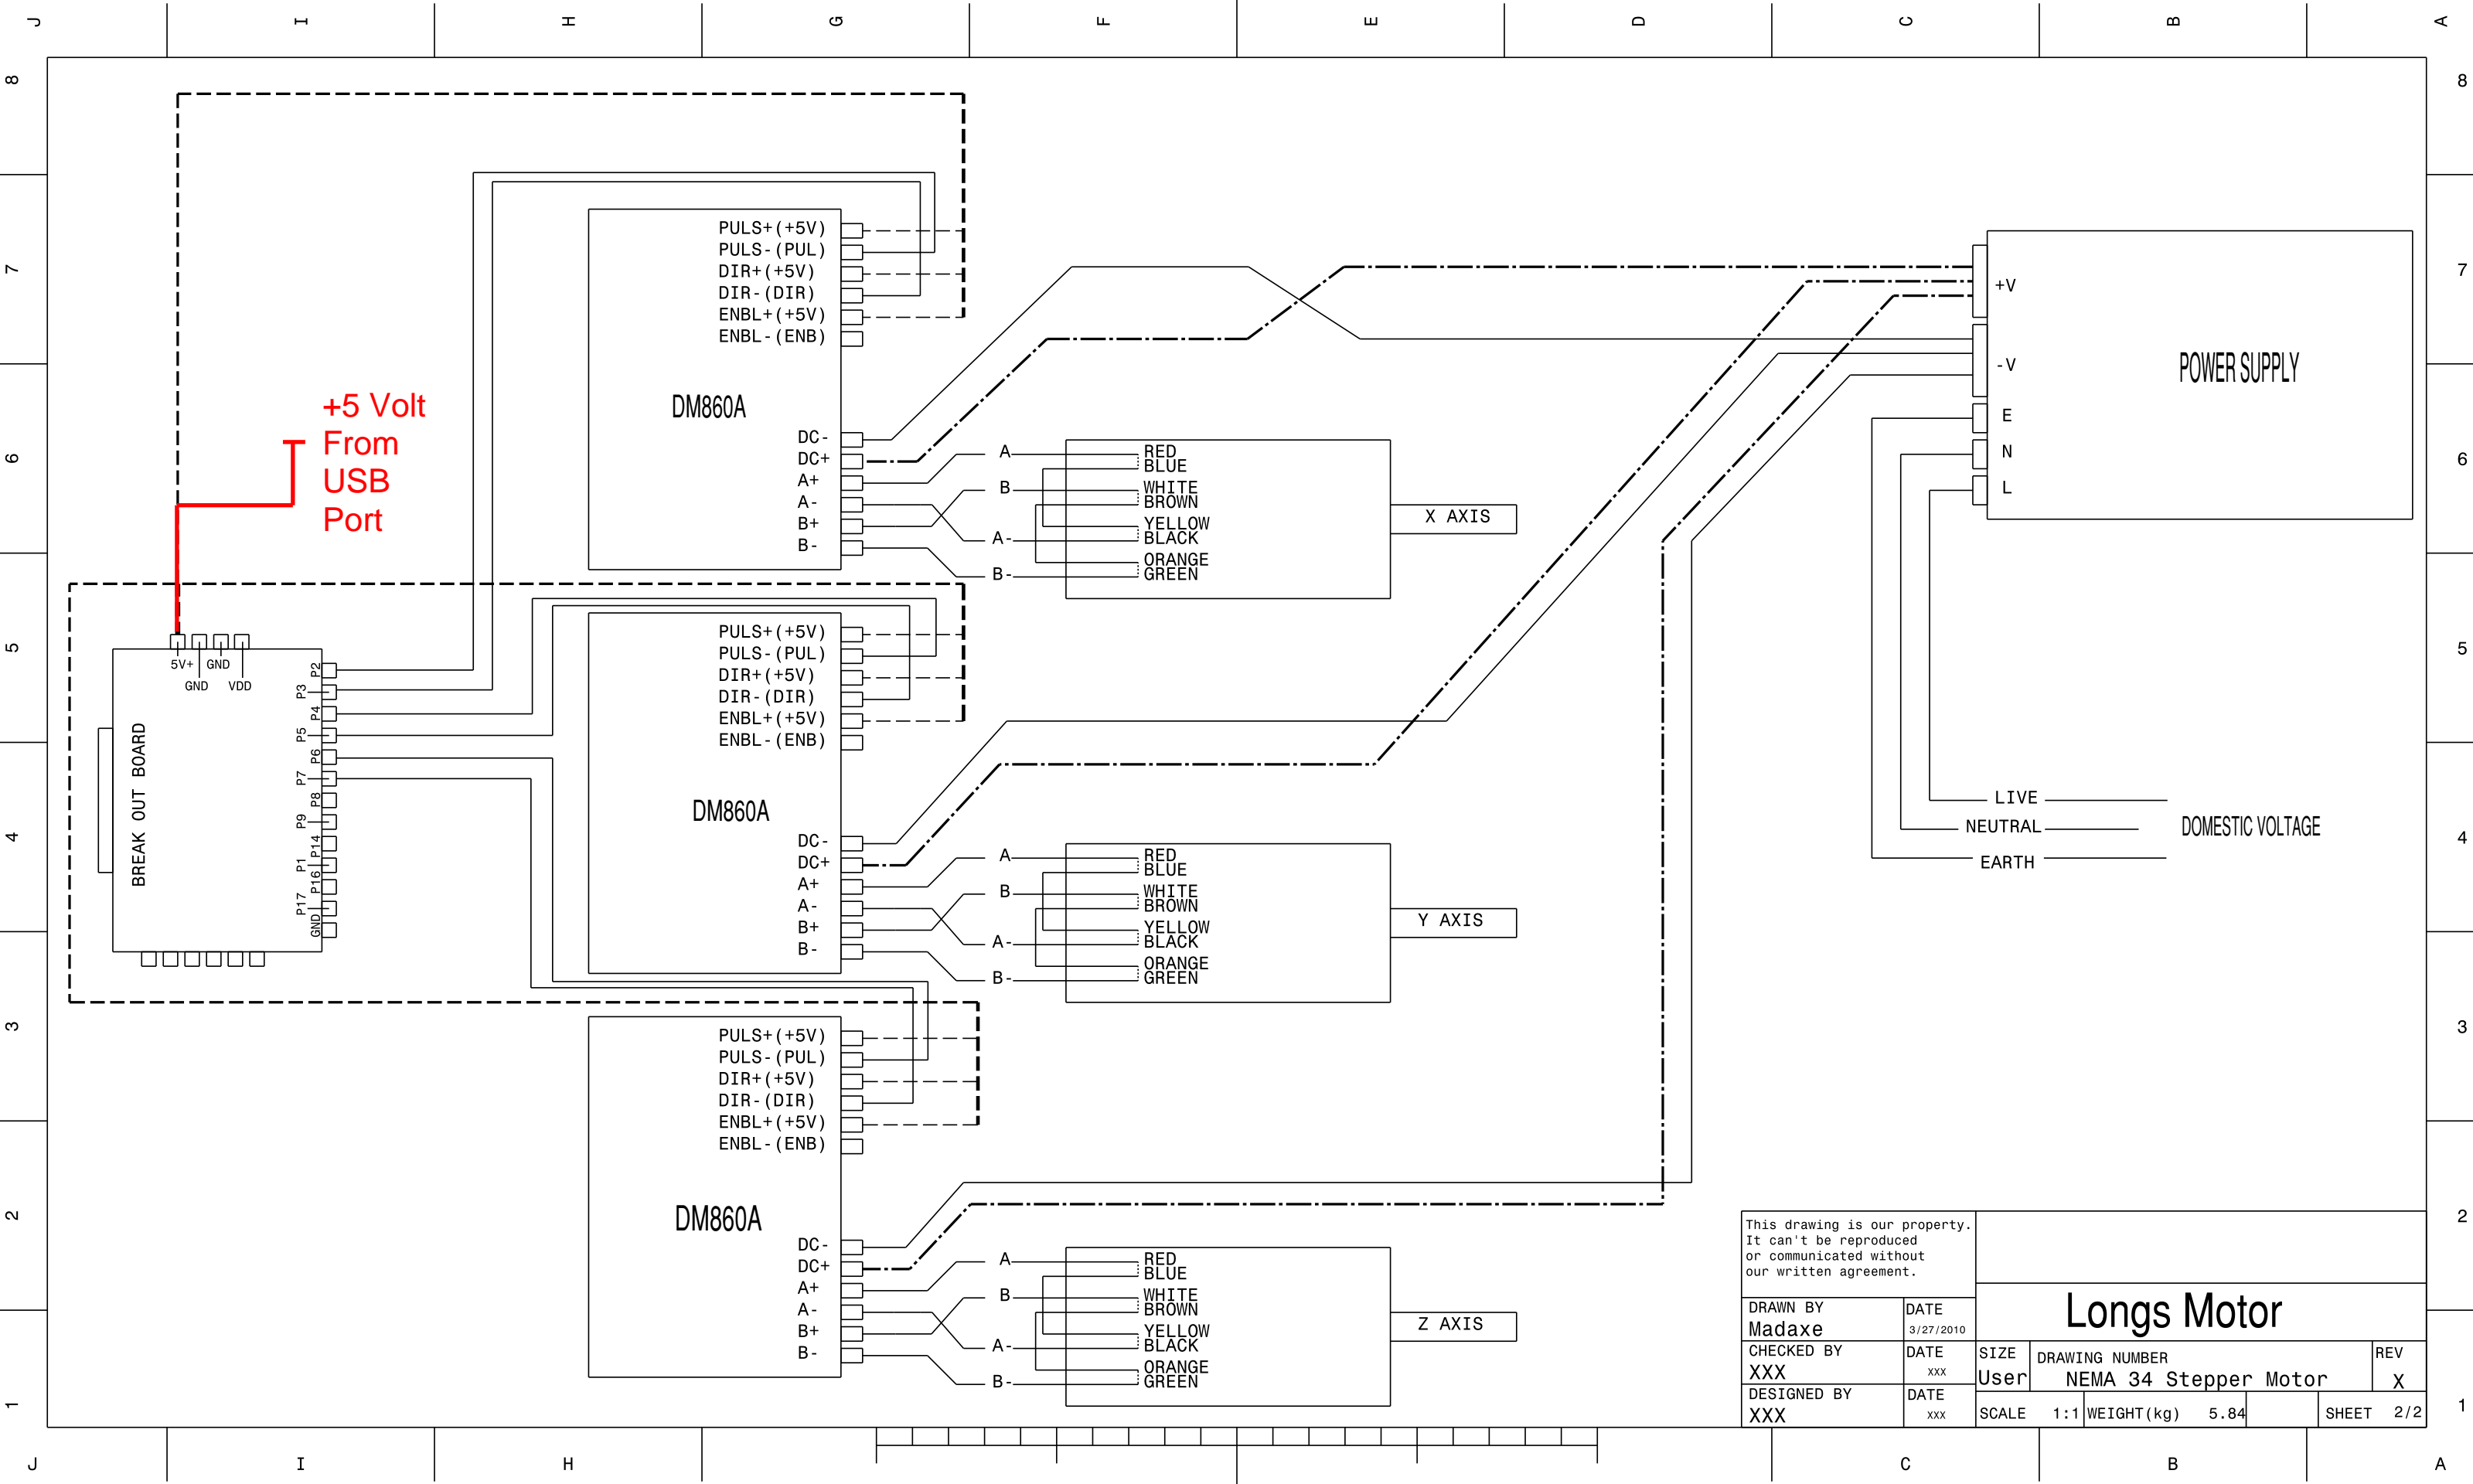 J I H G F E D C B A
8 8
7 7
6 6
5 5
4 4
3 3
2 2
1 1
J I H C B A
+5 Volt
From
USB
Port
5V+ GND
GND VDD
BREAK OUT BOARD
P2
P3
P4
P5
P6
P7
P8
P9
P14
P1
P16
P17
GND
PULS+(+5V)
PULS-(PUL)
DIR+(+5V)
DIR-(DIR)
ENBL+(+5V)
ENBL-(ENB)
DM860A
DC-
DC+
A+
A-
B+
B-
A
B
A-
B-
RED
BLUE
WHITE
BROWN
YELLOW
BLACK
ORANGE
GREEN
X AXIS
PULS+(+5V)
PULS-(PUL)
DIR+(+5V)
DIR-(DIR)
ENBL+(+5V)
ENBL-(ENB)
DM860A
DC-
DC+
A+
A-
B+
B-
A
B
A-
B-
RED
BLUE
WHITE
BROWN
YELLOW
BLACK
ORANGE
GREEN
Y AXIS
PULS+(+5V)
PULS-(PUL)
DIR+(+5V)
DIR-(DIR)
ENBL+(+5V)
ENBL-(ENB)
DM860A
DC-
DC+
A+
A-
B+
B-
A
B
A-
B-
RED
BLUE
WHITE
BROWN
YELLOW
BLACK
ORANGE
GREEN
Z AXIS
+V
-V
E
N
L
POWER SUPPLY
LIVE
NEUTRAL
EARTH
DOMESTIC VOLTAGE
This drawing is our property.
It can't be reproduced
or communicated without
our written agreement.
DRAWN BY
Madaxe
DATE
3/27/2010
CHECKED BY
XXX
DATE
XXX
DESIGNED BY
XXX
DATE
XXX
Longs Motor
SIZE
User
DRAWING NUMBER
NEMA 34 Stepper Motor
REV
X
SCALE 1:1
WEIGHT(kg) 5.84
SHEET 2/2